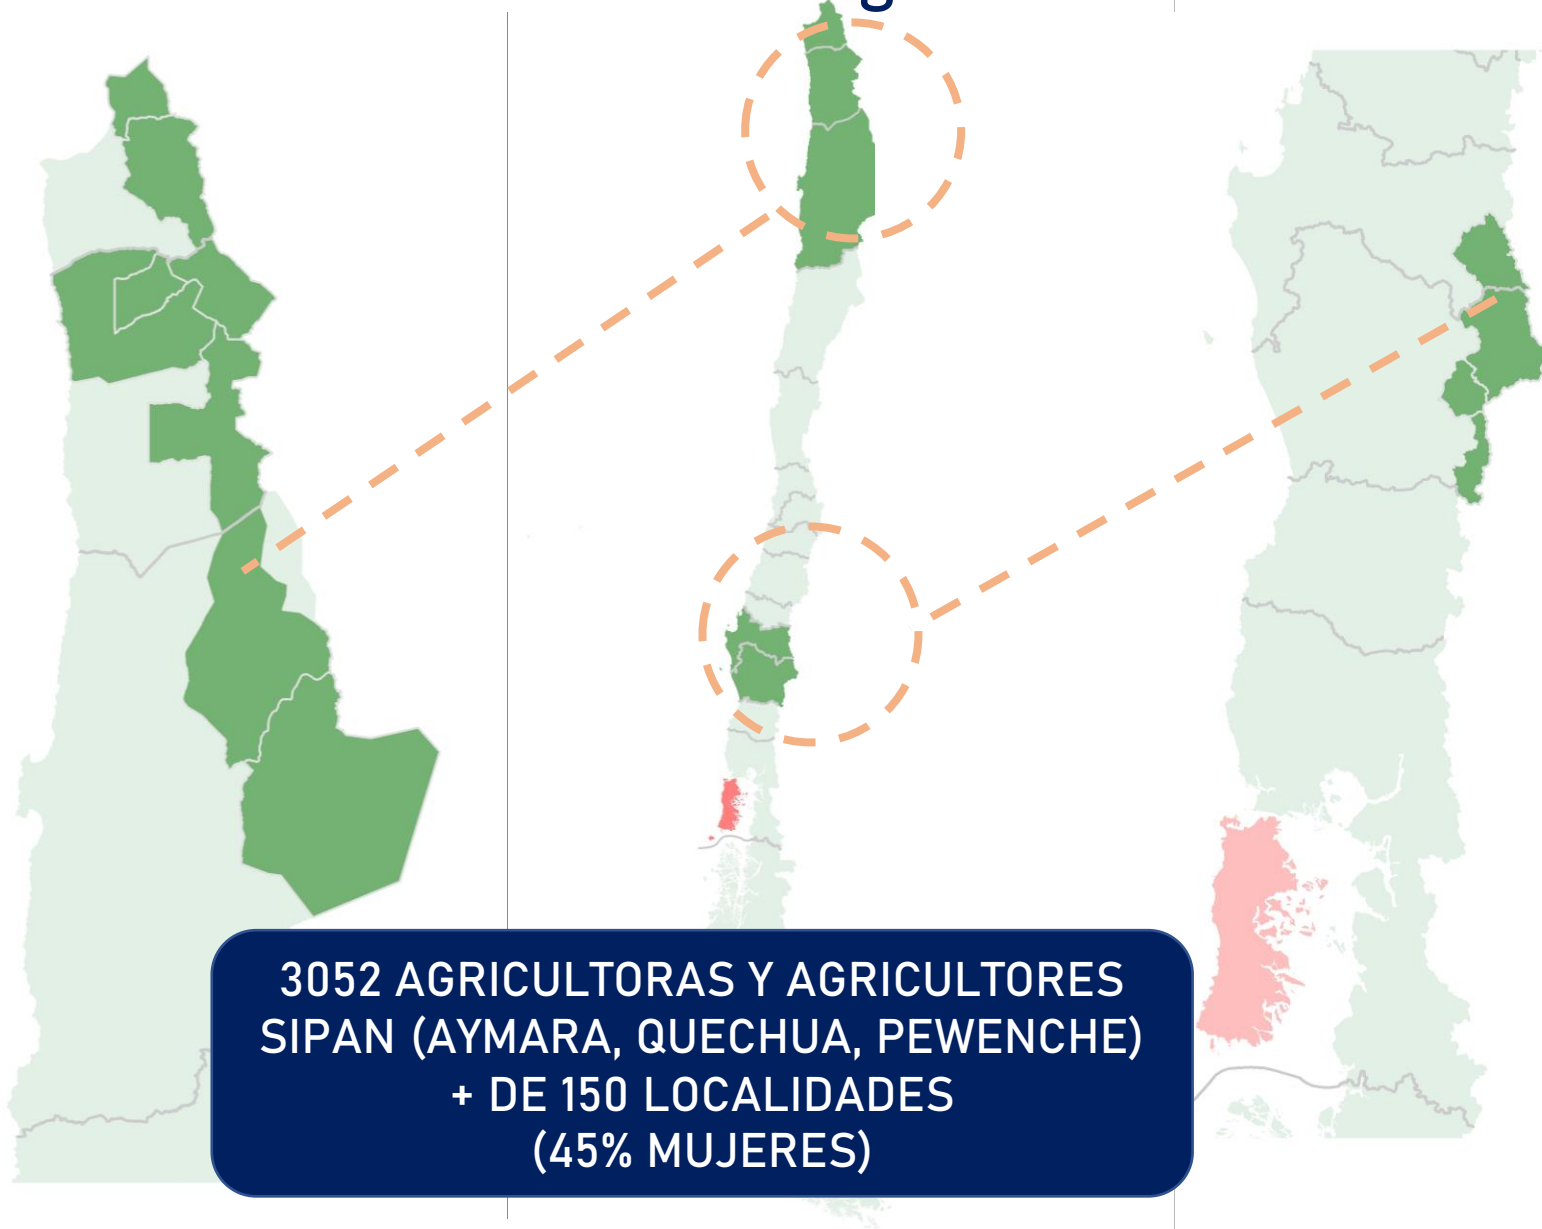 3052 AGRICULTORAS Y AGRICULTORES
SIPAN (AYMARA, QUECHUA, PEWENCHE)
+ DE 150 LOCALIDADES
(45% MUJERES)